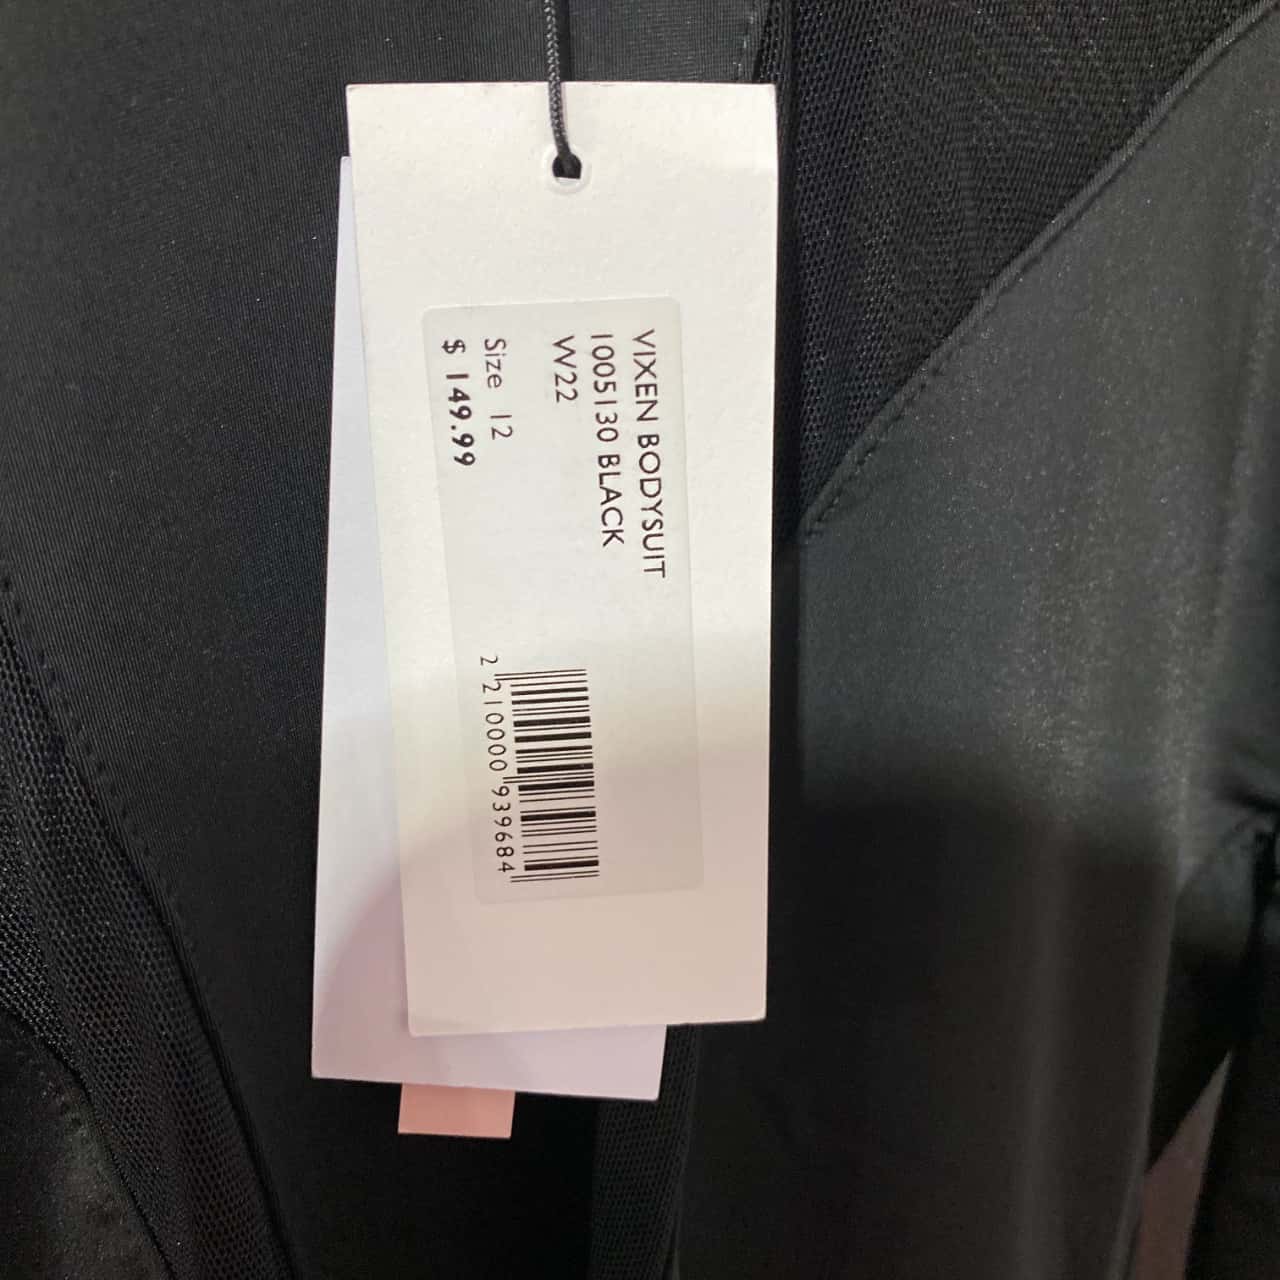 VIXEN BODYSUIT
1005130 BLACK
W22
Size 12
$ 149.99
2 210000 939684